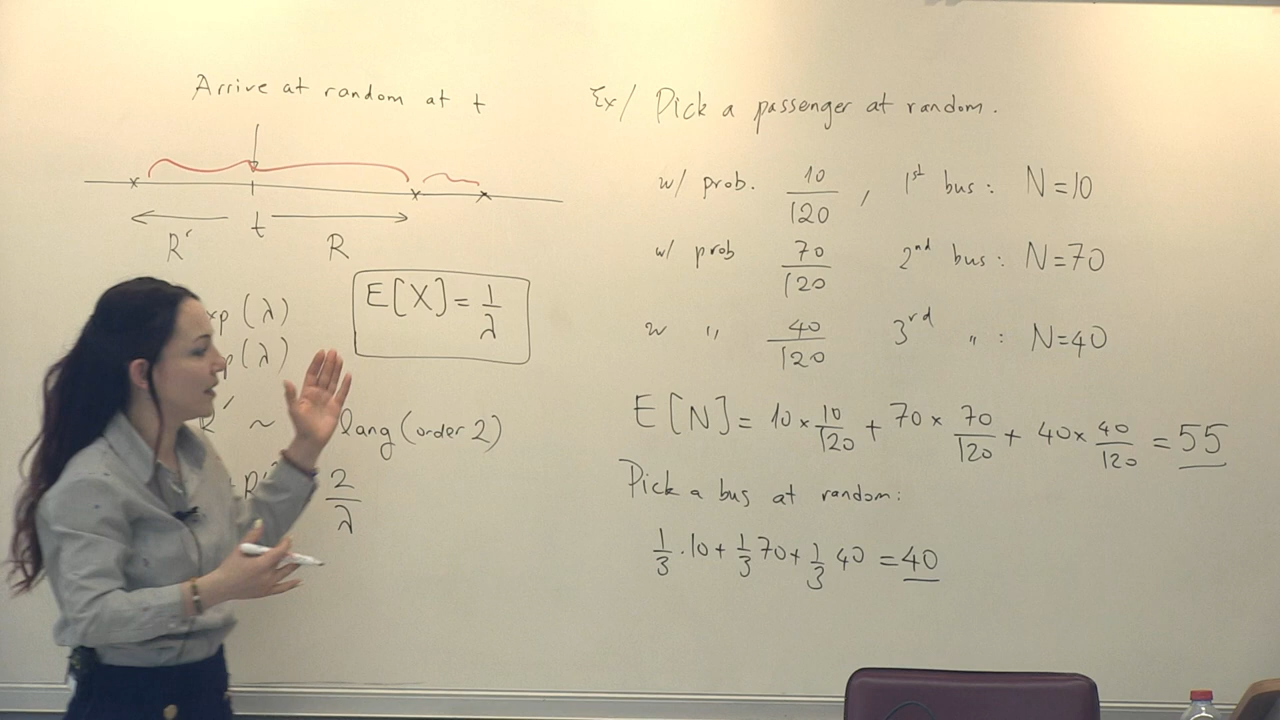 Arrive at random at t
t
R′ R
xp (λ)
p(λ)
E[X] = 1/λ
R′ ~ lang (order 2)
R 2/λ
Ex/ Pick a passenger at random.
w/ prob. 10/120 , 1st bus : N=10
w/ prob 70/120 2nd bus : N=70
w " 40/120 3rd " : N=40
E[N] = 10 × 10/120 + 70 × 70/120 + 40 × 40/120 = 55
Pick a bus at random:
1/3 . 10 + 1/3 70 + 1/3 40 = 40